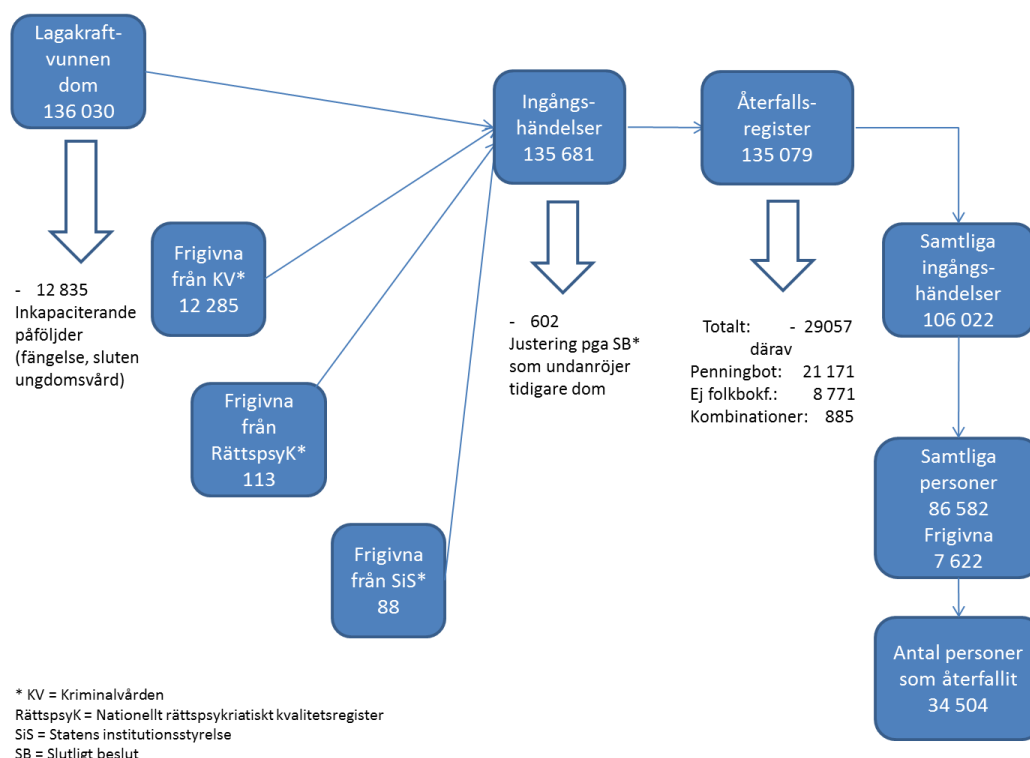 Lagakraft-
vunnen
dom
136 030
- 12 835
Inkapaciterande
påföljder
(fängelse, sluten
ungdomsvård)
Frigivna
från KV*
12 285
Frigivna
från
RättspsyK*
113
Frigivna
från SiS*
88
Ingångs-
händelser
135 681
- 602
Justering pga SB*
som undanröjer
tidigare dom
Återfalls-
register
135 079
Totalt: - 29057
därav
Penningbot: 21 171
Ej folkbokf.: 8 771
Kombinationer: 885
Samtliga
ingångs-
händelser
106 022
Samtliga
personer
86 582
Frigivna
7 622
Antal personer
som återfallit
34 504
* KV = Kriminalvården
RättspsyK = Nationellt rättspsykriatiskt kvalitetsregister
SiS = Statens institutionsstyrelse
SB = Slutligt beslut